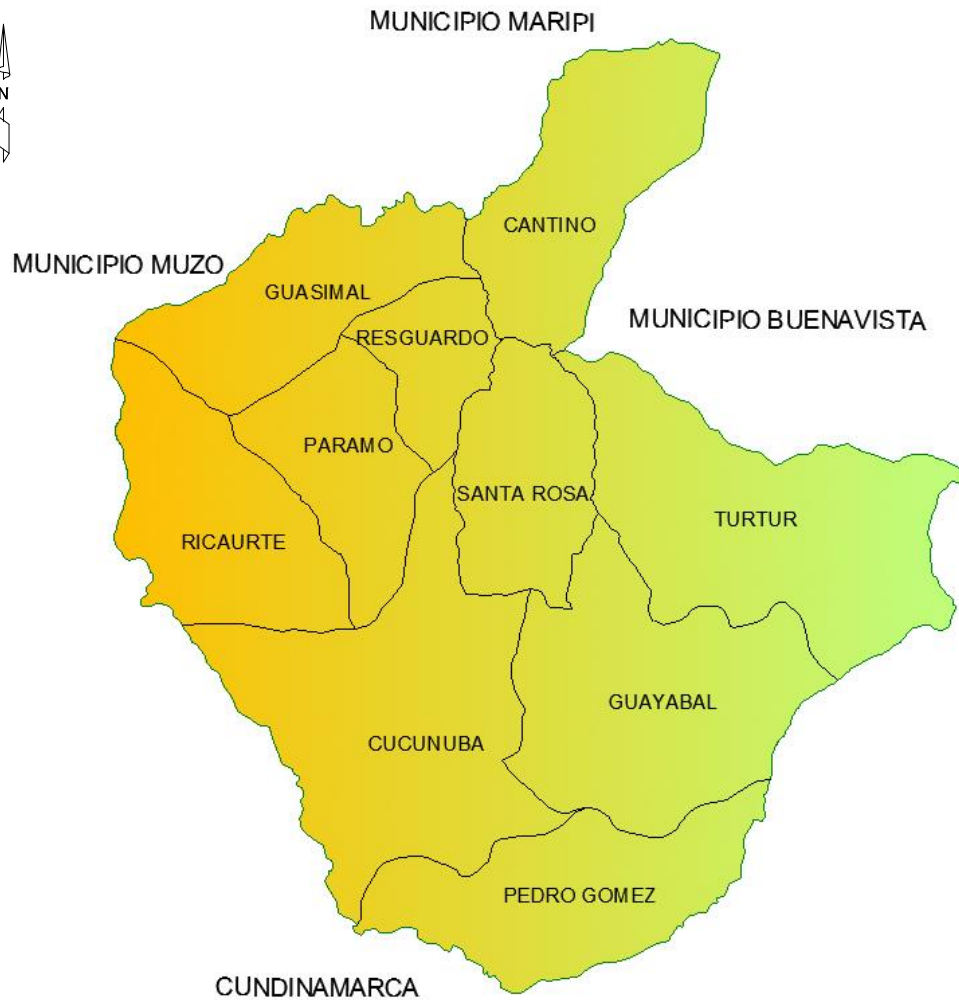 MUNICIPIO MARIPI
N
CANTINO
MUNICIPIO MUZO
GUASIMAL
MUNICIPIO BUENAVISTA
RESGUARDO
PARAMO
SANTA ROSA
TURTUR
RICAURTE
GUAYABAL
CUCUNUBA
PEDRO GOMEZ
CUNDINAMARCA